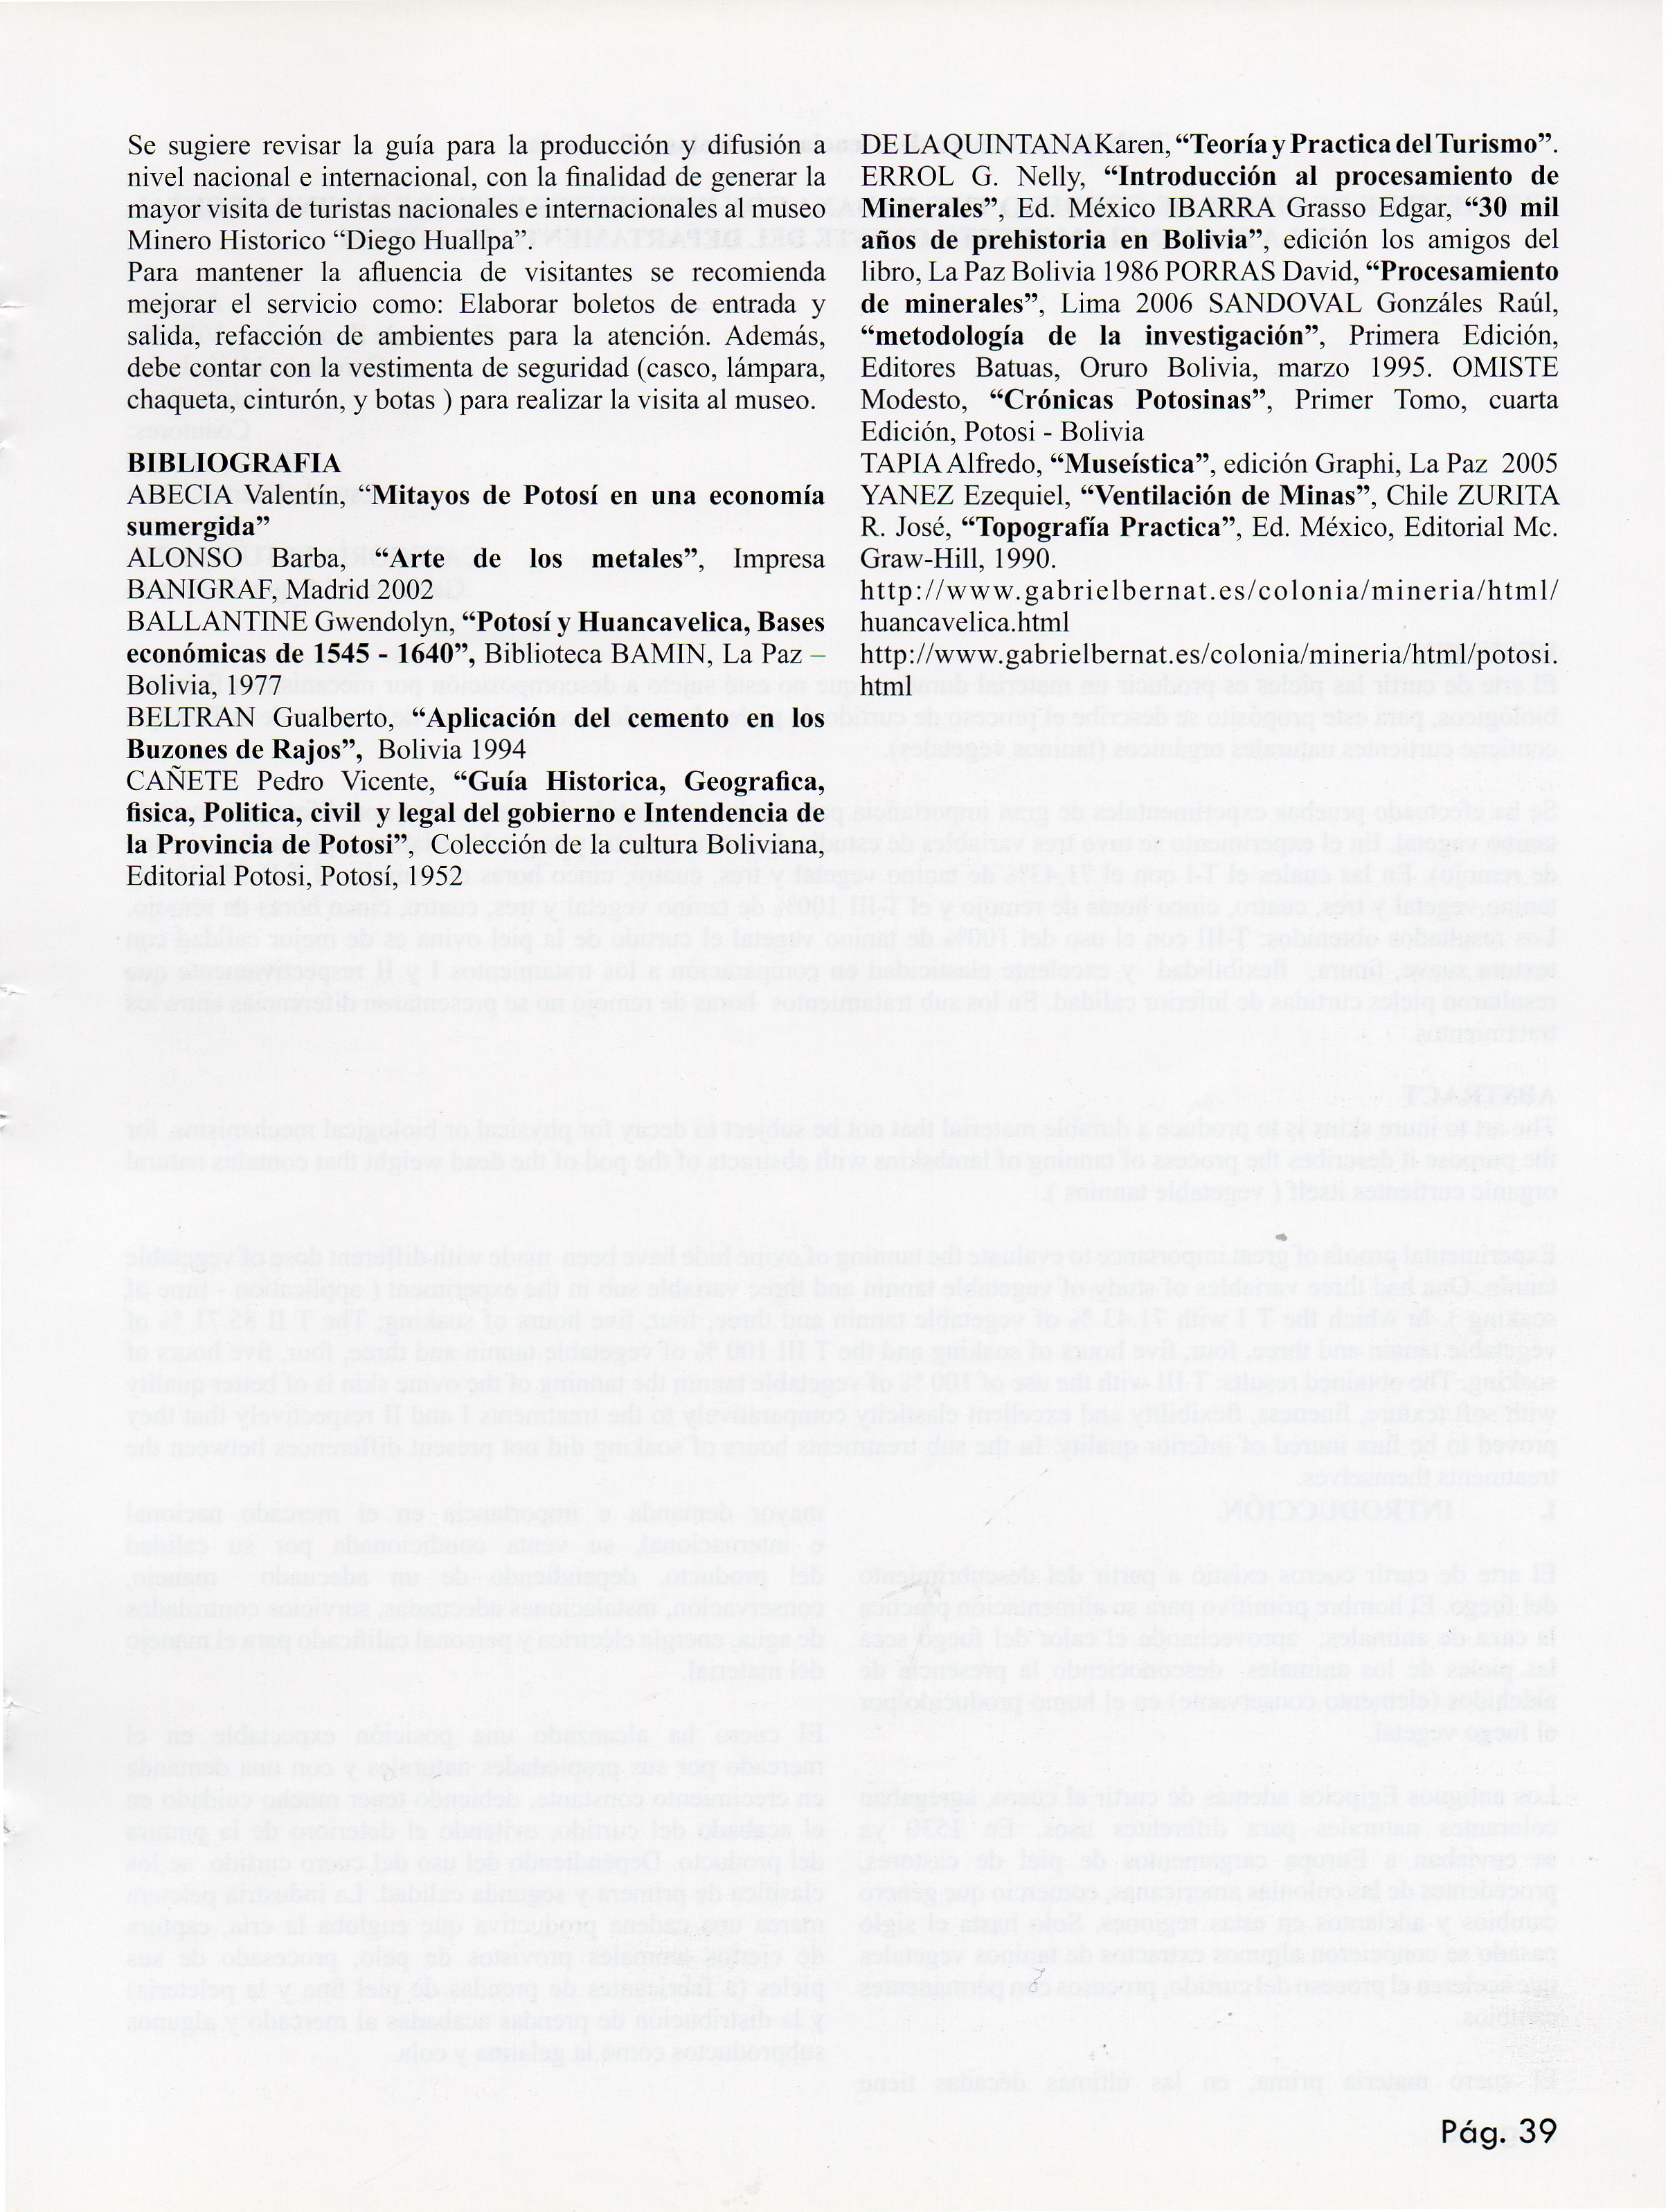 Se sugiere revisar la guía para la producción y difusión a
nivel nacional e internacional, con la finalidad de generar la
mayor visita de turistas nacionales e internacionales al museo
Minero Historico “Diego Huallpa”.
Para mantener la afluencia de visitantes se recomienda
mejorar el servicio como: Elaborar boletos de entrada y
salida, refacción de ambientes para la atención. Además,
debe contar con la vestimenta de seguridad (casco, lámpara,
chaqueta, cinturón, y botas ) para realizar la visita al museo.
BIBLIOGRAFIA
ABECIA Valentín, “Mitayos de Potosí en una economía
sumergida”
ALONSO Barba, “Arte de los metales”, Impresa
BANIGRAF, Madrid 2002
BALLANTINE Gwendolyn, “Potosí y Huancavelica, Bases
económicas de 1545 - 1640”, Biblioteca BAMIN, La Paz –
Bolivia, 1977
BELTRAN Gualberto, “Aplicación del cemento en los
Buzones de Rajos”, Bolivia 1994
CAÑETE Pedro Vicente, “Guía Historica, Geografica,
fisica, Politica, civil y legal del gobierno e Intendencia de
la Provincia de Potosi”, Colección de la cultura Boliviana,
Editorial Potosi, Potosí, 1952
DE LA QUINTANA Karen, “Teoría y Practica del Turismo”.
ERROL G. Nelly, “Introducción al procesamiento de
Minerales”, Ed. México IBARRA Grasso Edgar, “30 mil
años de prehistoria en Bolivia”, edición los amigos del
libro, La Paz Bolivia 1986 PORRAS David, “Procesamiento
de minerales”, Lima 2006 SANDOVAL Gonzáles Raúl,
“metodología de la investigación”, Primera Edición,
Editores Batuas, Oruro Bolivia, marzo 1995. OMISTE
Modesto, “Crónicas Potosinas”, Primer Tomo, cuarta
Edición, Potosi - Bolivia
TAPIA Alfredo, “Museística”, edición Graphi, La Paz 2005
YANEZ Ezequiel, “Ventilación de Minas”, Chile ZURITA
R. José, “Topografía Practica”, Ed. México, Editorial Mc.
Graw-Hill, 1990.
http://www.gabrielbernat.es/colonia/mineria/html/
huancavelica.html
http://www.gabrielbernat.es/colonia/mineria/html/potosi.
html
Pág. 39